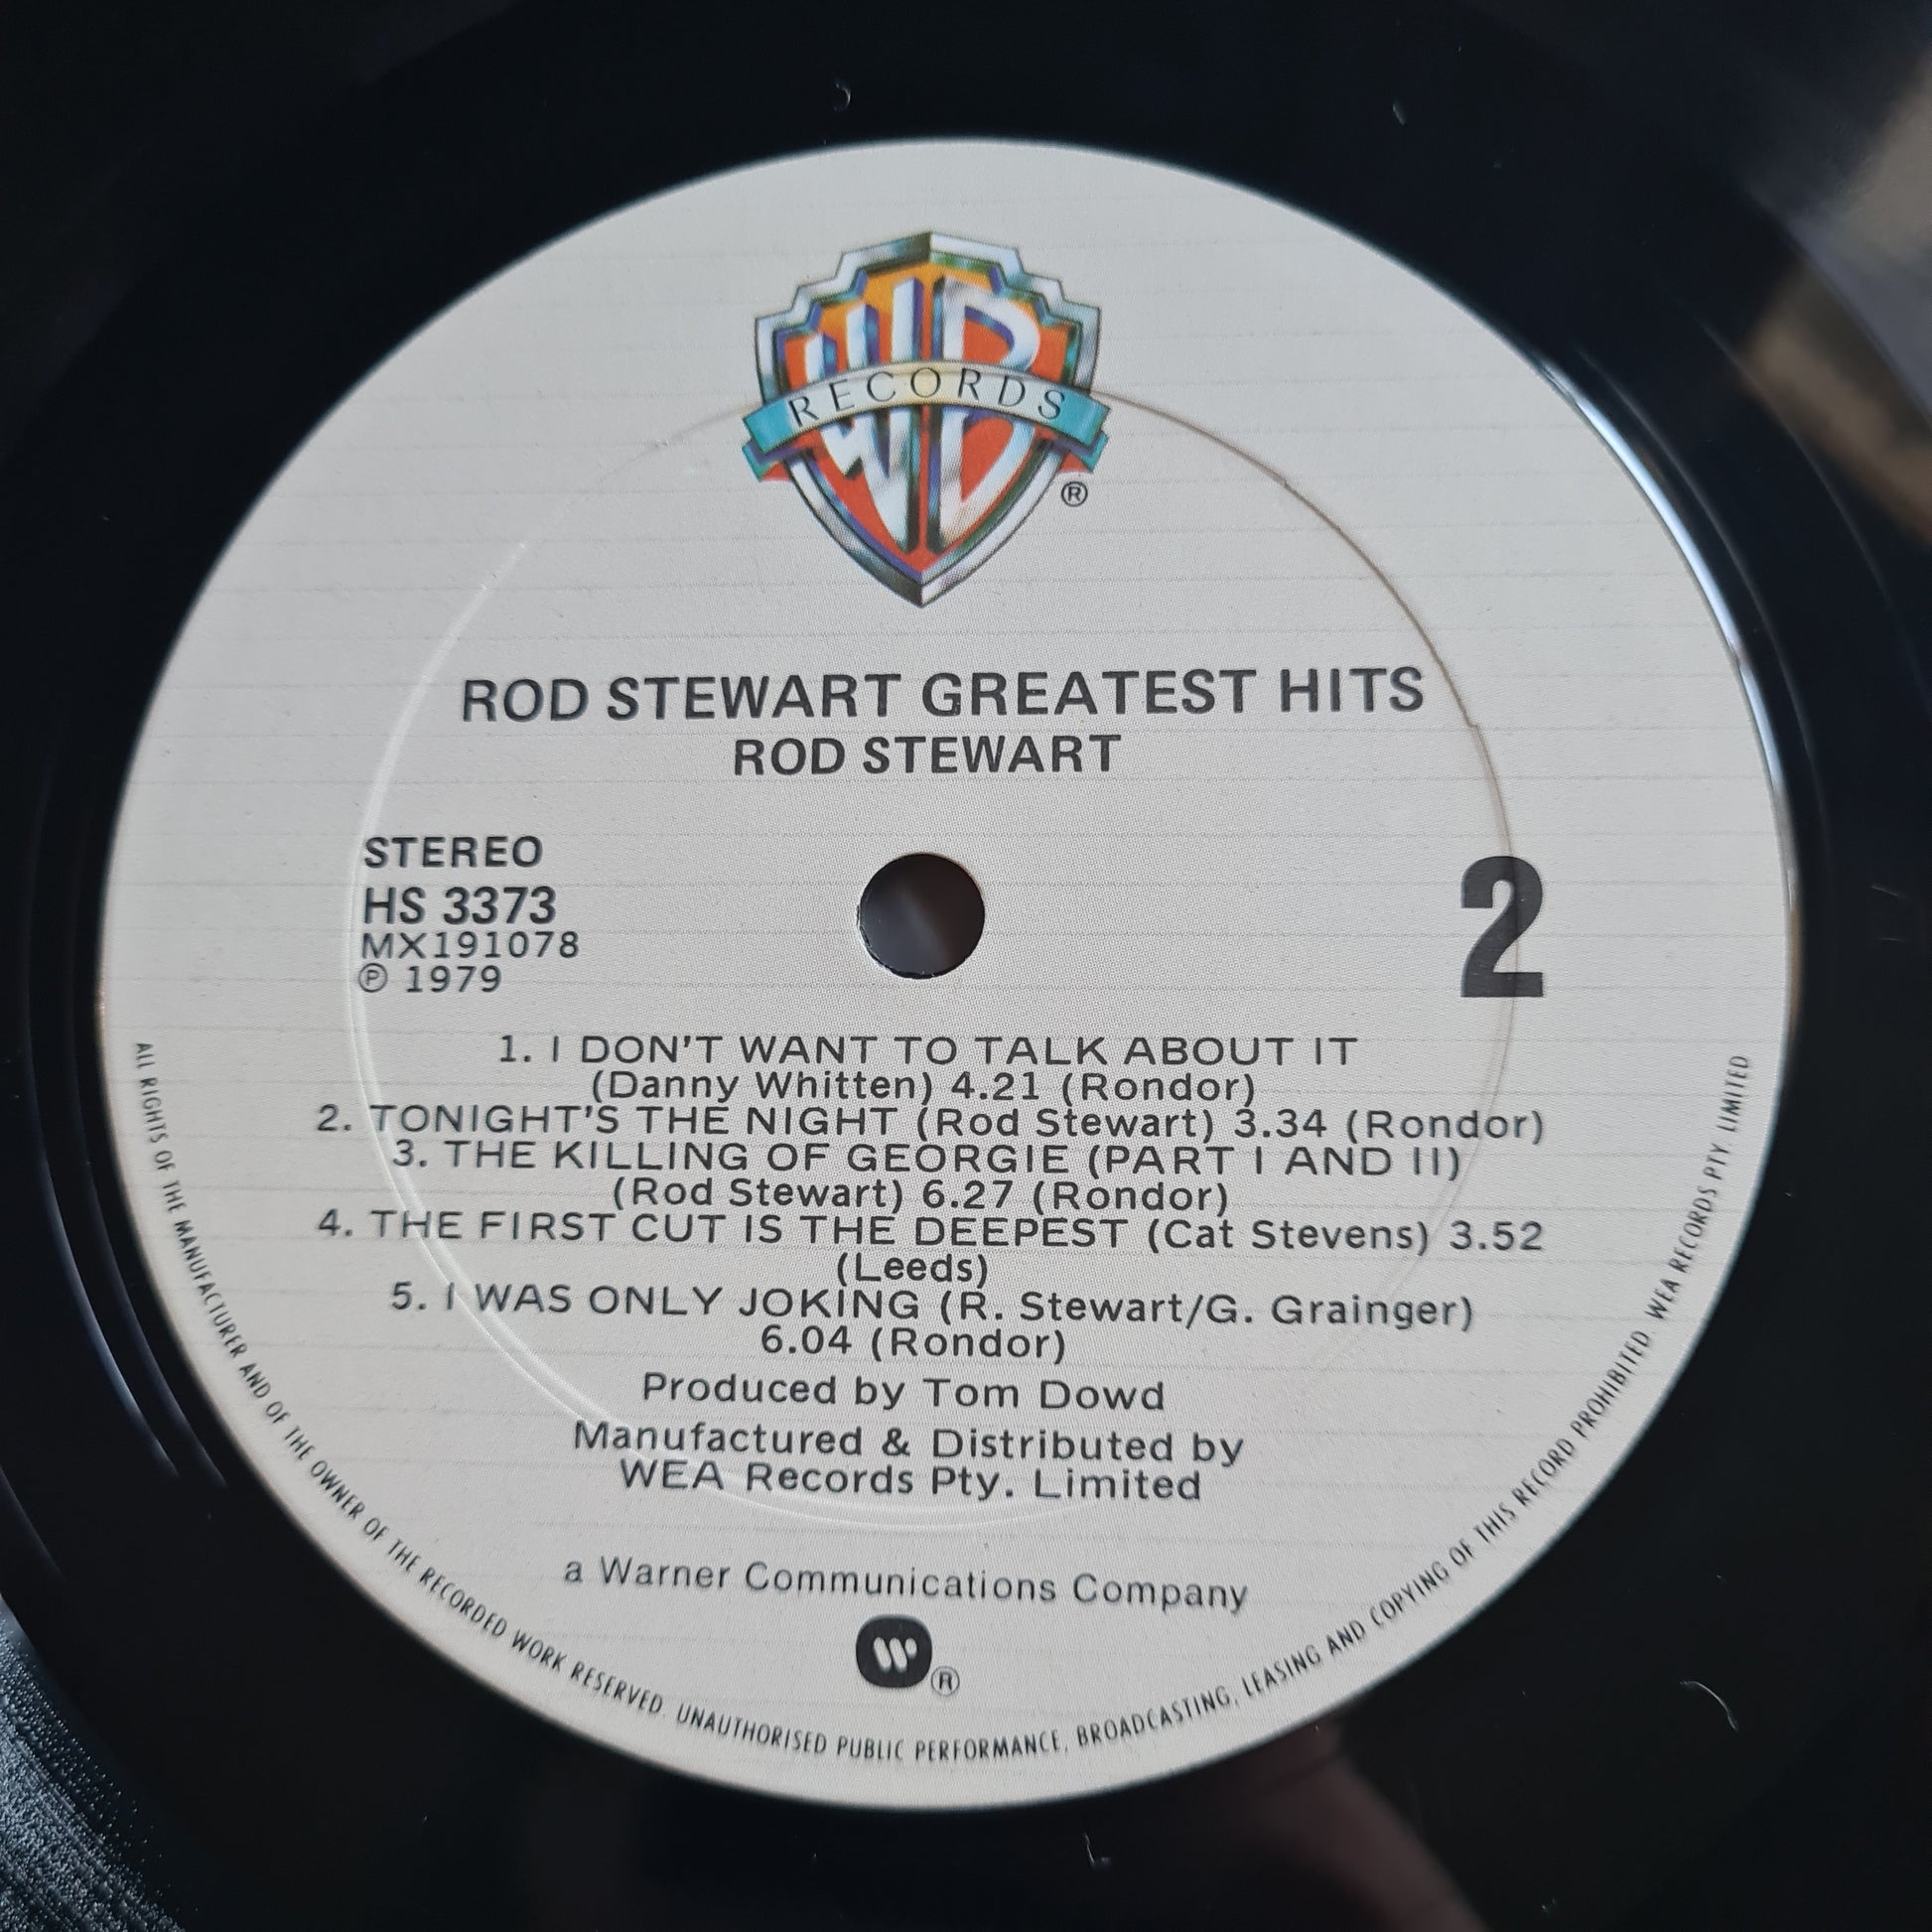 WB
RECORDS
®
ROD STEWART GREATEST HITS
ROD STEWART
STEREO
HS 3373
MX191078
℗ 1979
2
1. I DON'T WANT TO TALK ABOUT IT
(Danny Whitten) 4.21 (Rondor)
2. TONIGHT'S THE NIGHT (Rod Stewart) 3.34 (Rondor)
3. THE KILLING OF GEORGIE (PART I AND II)
(Rod Stewart) 6.27 (Rondor)
4. THE FIRST CUT IS THE DEEPEST (Cat Stevens) 3.52
(Leeds)
5. I WAS ONLY JOKING (R. Stewart/G. Grainger)
6.04 (Rondor)
Produced by Tom Dowd
Manufactured & Distributed by
WEA Records Pty. Limited
a Warner Communications Company
®
ALL RIGHTS OF THE MANUFACTURER AND OF THE OWNER OF THE RECORDED WORK RESERVED. UNAUTHORISED PUBLIC PERFORMANCE, BROADCASTING, LEASING AND COPYING OF THIS RECORD PROHIBITED. WEA RECORDS PTY. LIMITED